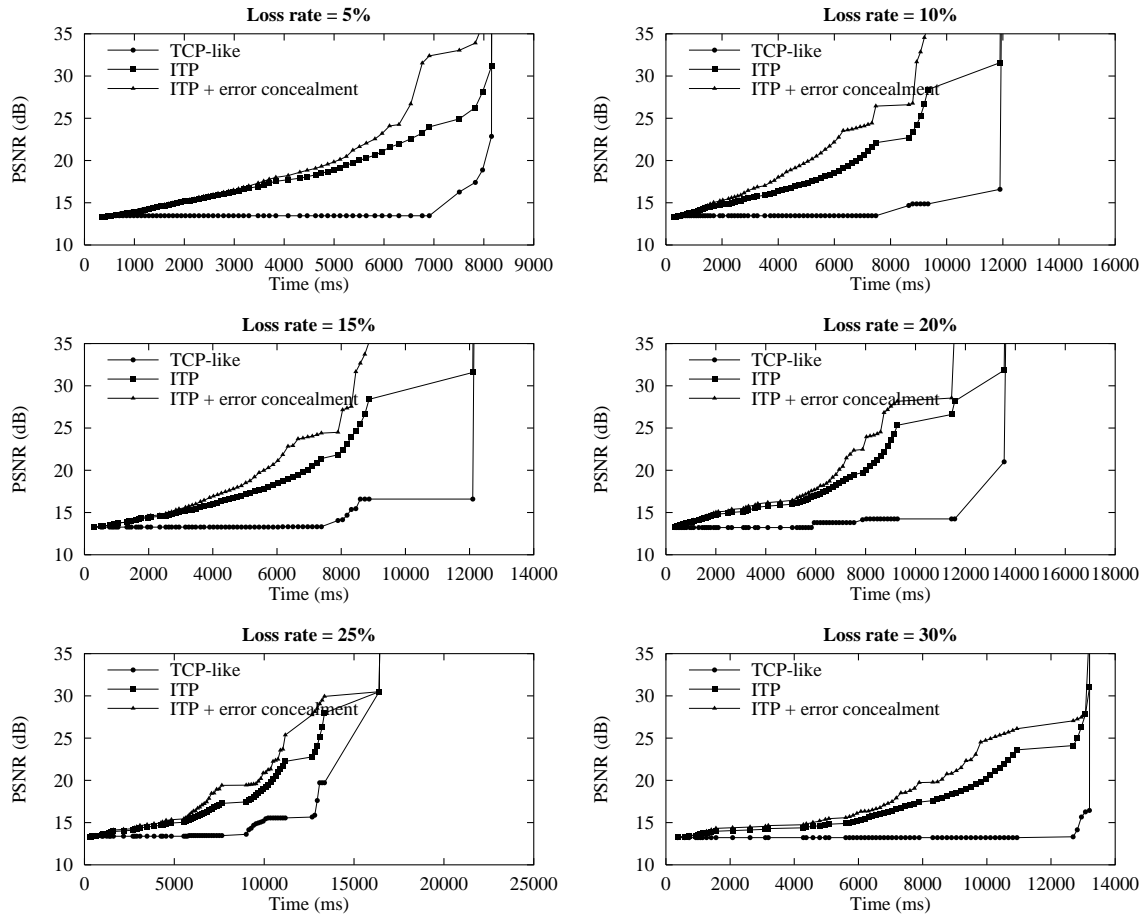 Loss rate = 5%
35
30
25
20
15
10
PSNR (dB)
TCP-like
ITP
ITP + error concealment
0 1000 2000 3000 4000 5000 6000 7000 8000 9000
Time (ms)
Loss rate = 10%
35
30
25
20
15
10
PSNR (dB)
TCP-like
ITP
ITP + error concealment
0 2000 4000 6000 8000 10000 12000 14000 16000
Time (ms)
Loss rate = 15%
35
30
25
20
15
10
PSNR (dB)
TCP-like
ITP
ITP + error concealment
0 2000 4000 6000 8000 10000 12000 14000
Time (ms)
Loss rate = 20%
35
30
25
20
15
10
PSNR (dB)
TCP-like
ITP
ITP + error concealment
0 2000 4000 6000 8000 10000 12000 14000 16000 18000
Time (ms)
Loss rate = 25%
35
30
25
20
15
10
PSNR (dB)
TCP-like
ITP
ITP + error concealment
0 5000 10000 15000 20000 25000
Time (ms)
Loss rate = 30%
35
30
25
20
15
10
PSNR (dB)
TCP-like
ITP
ITP + error concealment
0 2000 4000 6000 8000 10000 12000 14000
Time (ms)